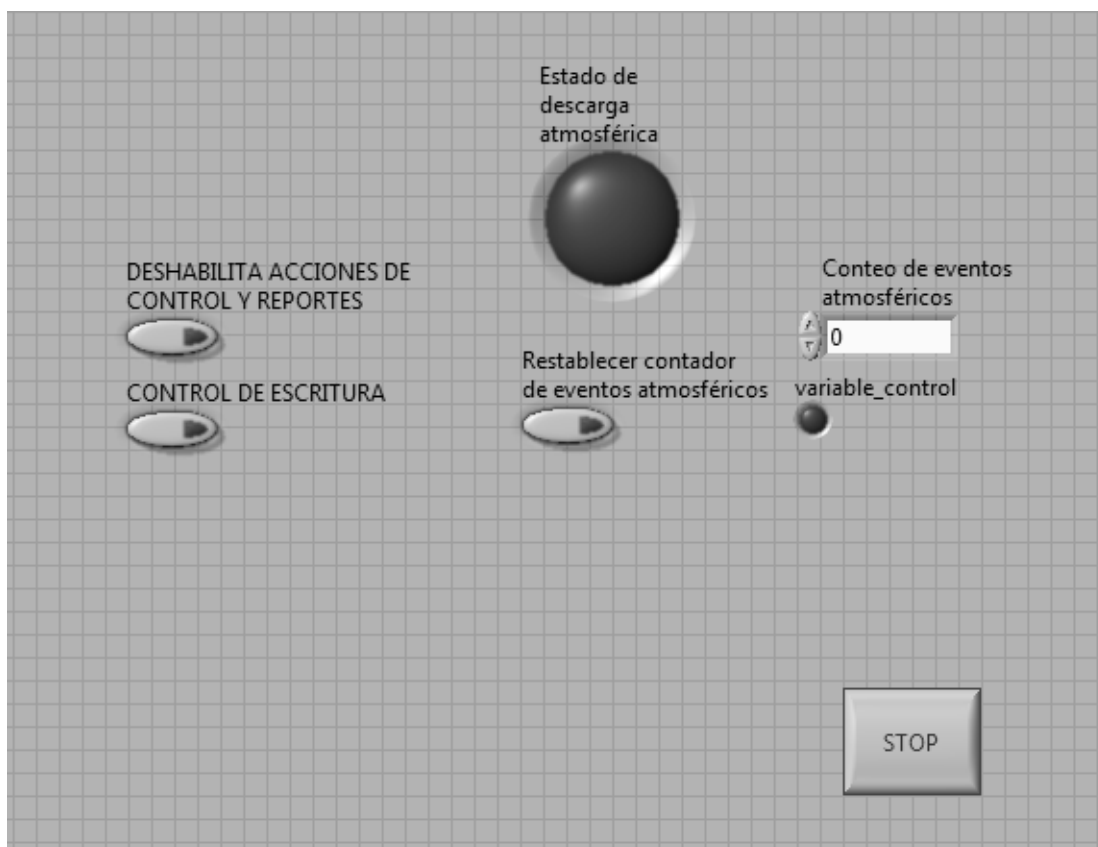 Estado de
descarga
atmosférica
DESHABILITA ACCIONES DE
CONTROL Y REPORTES
CONTROL DE ESCRITURA
Restablecer contador
de eventos atmosféricos
Conteo de eventos
atmosféricos
0
variable_control
STOP